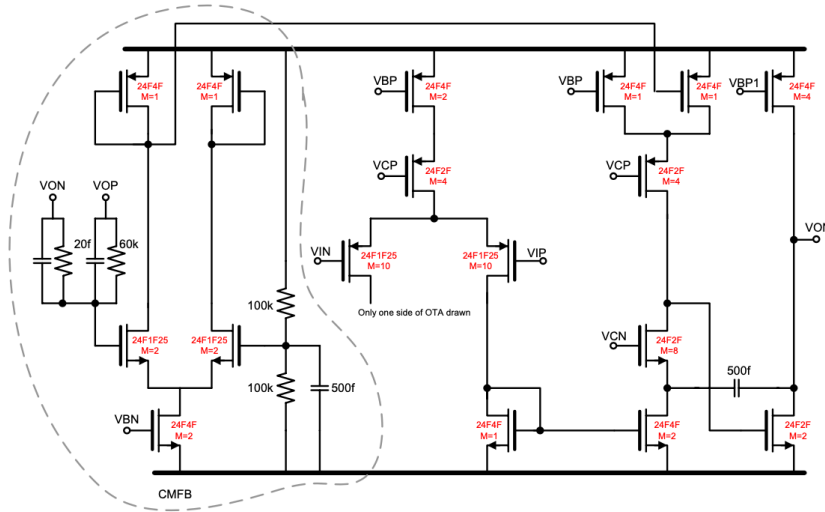 24F4F
M=1
24F4F
M=1
VBP
24F4F
M=2
VBP
24F4F
M=1
24F4F
M=1
VBP1
24F4F
M=4
VCP
24F2F
M=4
VCP
24F2F
M=4
VON
VOP
20f
60k
VIN
24F1F25
M=10
24F1F25
M=10
VIP
100k
Only one side of OTA drawn
24F1F25
M=2
24F1F25
M=2
VCN
24F2F
M=8
500f
100k
500f
VBN
24F4F
M=2
24F4F
M=1
24F4F
M=2
24F2F
M=2
CMFB